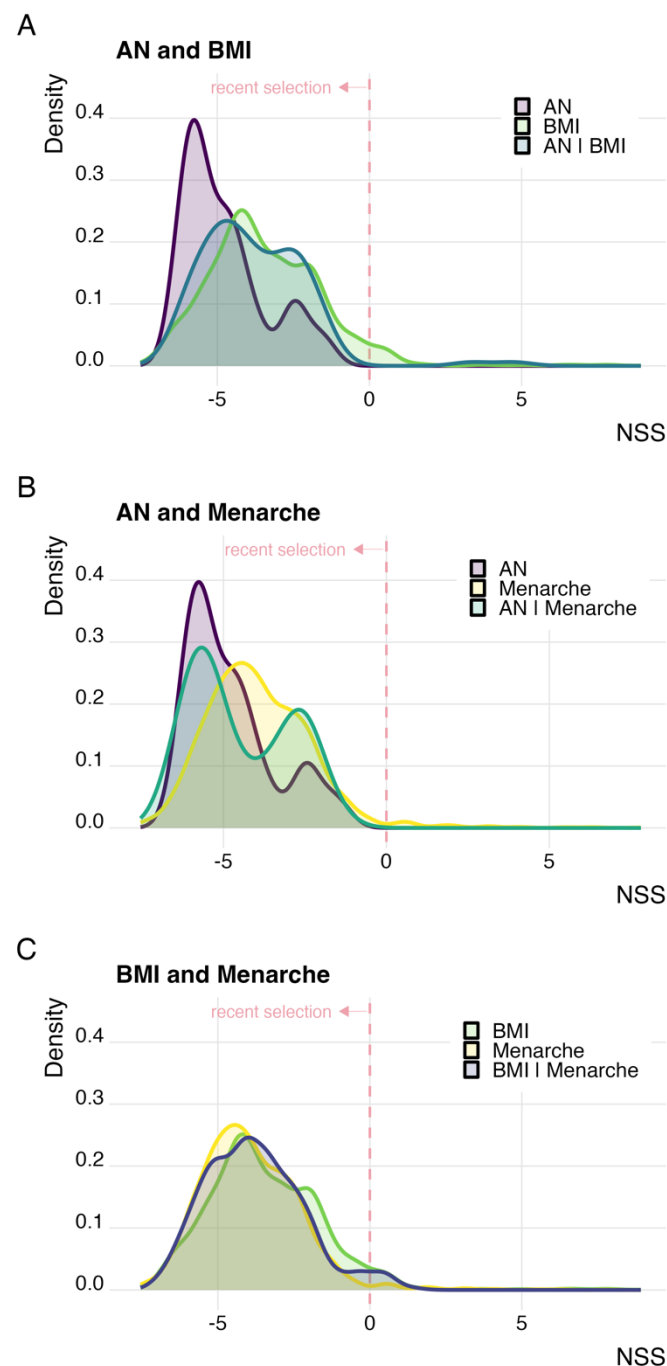 A
AN and BMI
recent selection
Density
0.4
0.3
0.2
0.1
0.0
AN
BMI
AN | BMI
-5
0
5
NSS
B
AN and Menarche
recent selection
Density
0.4
0.3
0.2
0.1
0.0
AN
Menarche
AN | Menarche
-5
0
5
NSS
C
BMI and Menarche
recent selection
Density
0.4
0.3
0.2
0.1
0.0
BMI
Menarche
BMI | Menarche
-5
0
5
NSS